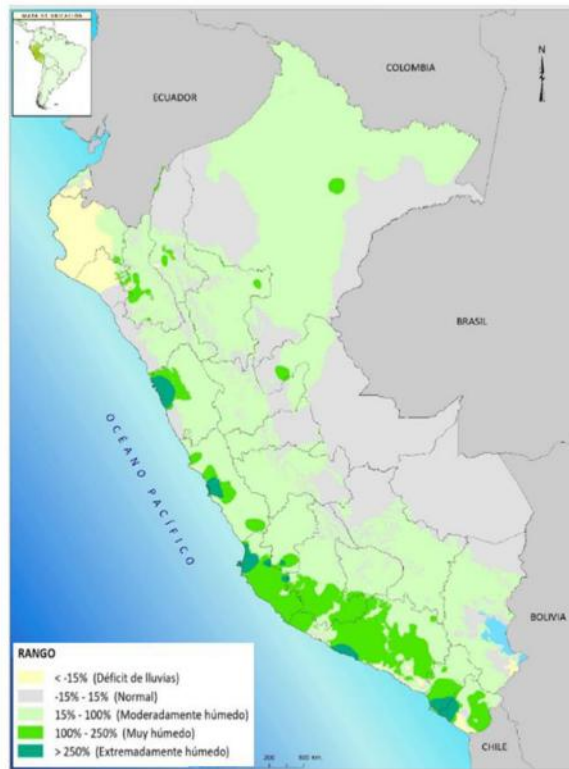 MAPA DE UBICACIÓN
COLOMBIA
ECUADOR
N
BRASIL
OCÉANO PACÍFICO
BOLIVIA
RANGO
< -15% (Déficit de lluvias)
-15% - 15% (Normal)
15% - 100% (Moderadamente húmedo)
100% - 250% (Muy húmedo)
> 250% (Extremadamente húmedo)
200
CHILE